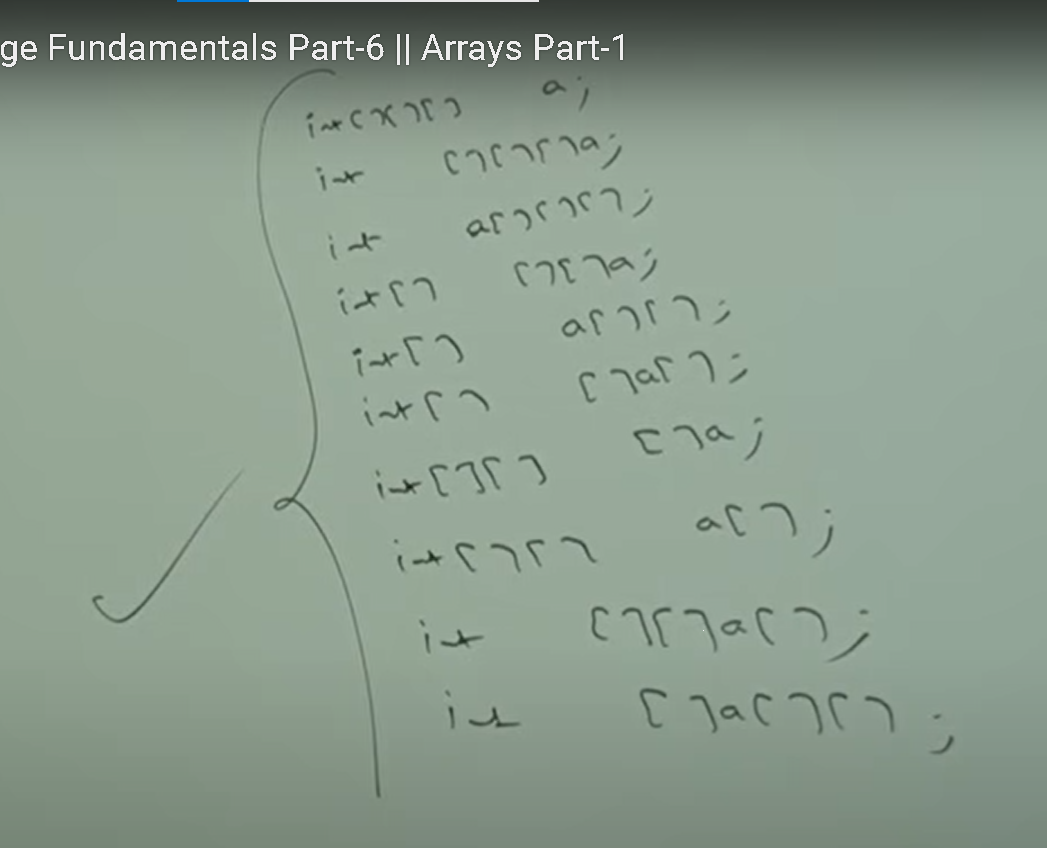 ge Fundamentals Part-6 || Arrays Part-1
int[][][] a;
int [][][]a;
int a[][][];
int[] [][]a;
int[] a[][];
int[] []a[];
int[][] []a;
int[][] a[];
int [][]a[];
int []a[][];